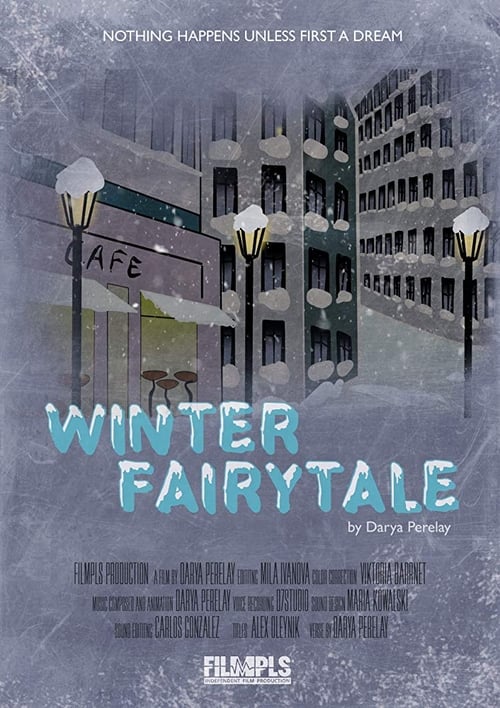 NOTHING HAPPENS UNLESS FIRST A DREAM
CAFE
WINTER
FAIRYTALE
by Darya Perelay
FILMPLS PRODUCTION A FILM BY DARYA PERELAY EDITING MILA IVANOVA COLOR CORRECTION VIKTORIA BARONET
MUSIC COMPOSED AND ANIMATION DARYA PERELAY VOICE RECORDING 07STUDIO SOUND DESIGN MARIA KOWALSKI
SOUND EDITING CARLOS GONZALEZ TITLES ALEX OLEYNIK VERSE BY DARYA PERELAY
FILMPLS
INDEPENDENT FILM PRODUCTION